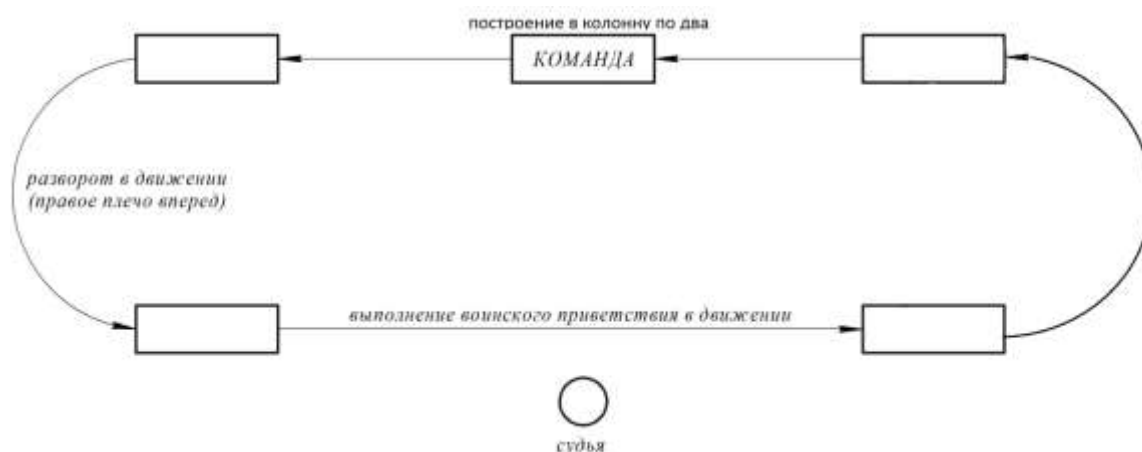 построение в колонну по два
КОМАНДА
разворот в движении
(правое плечо вперед)
выполнение воинского приветствия в движении
судья